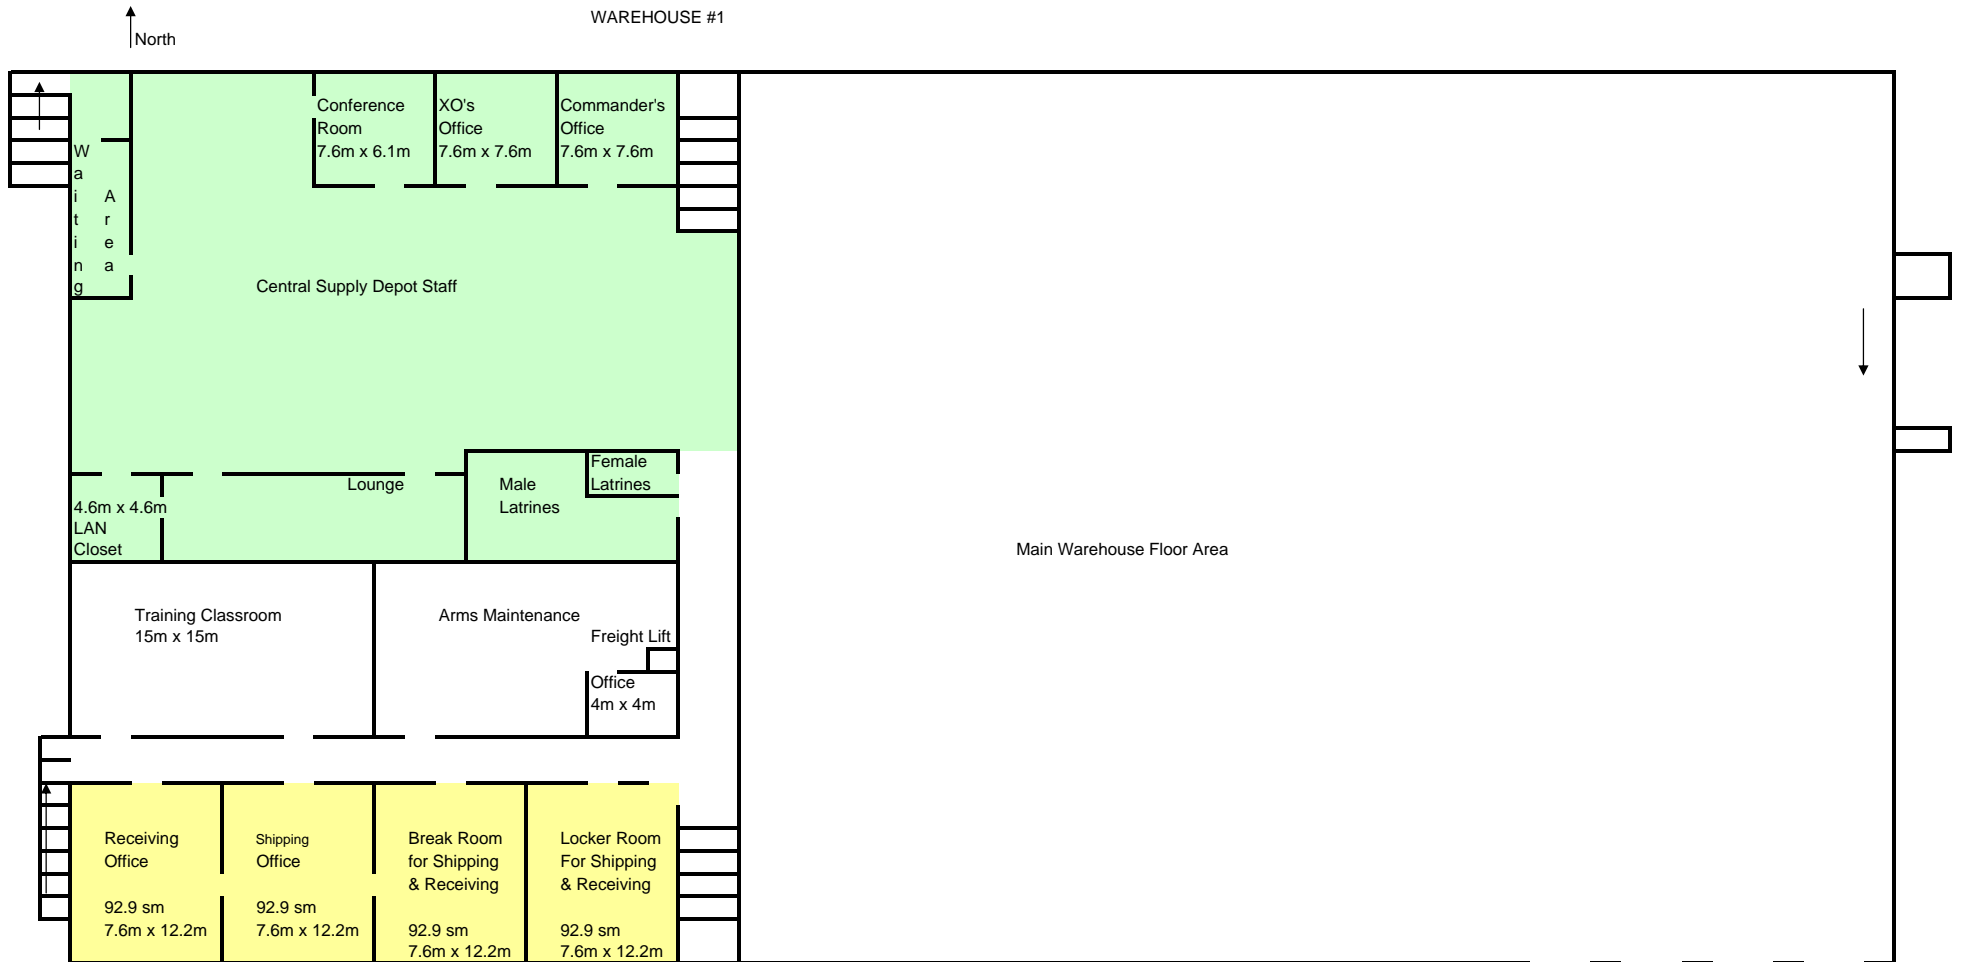 WAREHOUSE #1
North
Conference
Room
7.6m x 6.1m
XO's
Office
7.6m x 7.6m
Commander's
Office
7.6m x 7.6m
Waiting
Area
Central Supply Depot Staff
4.6m x 4.6m
LAN
Closet
Lounge
Male
Latrines
Female
Latrines
Main Warehouse Floor Area
Training Classroom
15m x 15m
Arms Maintenance
Freight Lift
Office
4m x 4m
Receiving
Office
92.9 sm
7.6m x 12.2m
Shipping
Office
92.9 sm
7.6m x 12.2m
Break Room
for Shipping
& Receiving
92.9 sm
7.6m x 12.2m
Locker Room
For Shipping
& Receiving
92.9 sm
7.6m x 12.2m